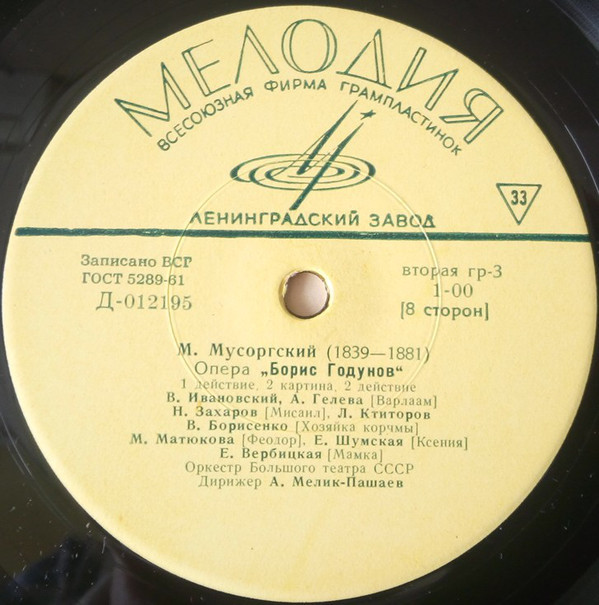 МЕЛОДИЯ
ВСЕСОЮЗНАЯ ФИРМА ГРАМПЛАСТИНОК
33
ЛЕНИНГРАДСКИЙ ЗАВОД
Записано ВСГ
ГОСТ 5289-61
Д-012195
вторая гр-3
1-00
[8 сторон]
М. Мусоргский (1839—1881)
Опера „Борис Годунов“
1 действие, 2 картина, 2 действие
В. Ивановский, А. Гелева [Варлаам]
Н. Захаров [Мисаил], Л. Ктиторов
В. Борисенко [Хозяйка корчмы]
М. Матюкова [Феодор], Е. Шумская [Ксения]
Е. Вербицкая [Мамка]
Оркестр Большого театра СССР
Дирижер А. Мелик-Пашаев